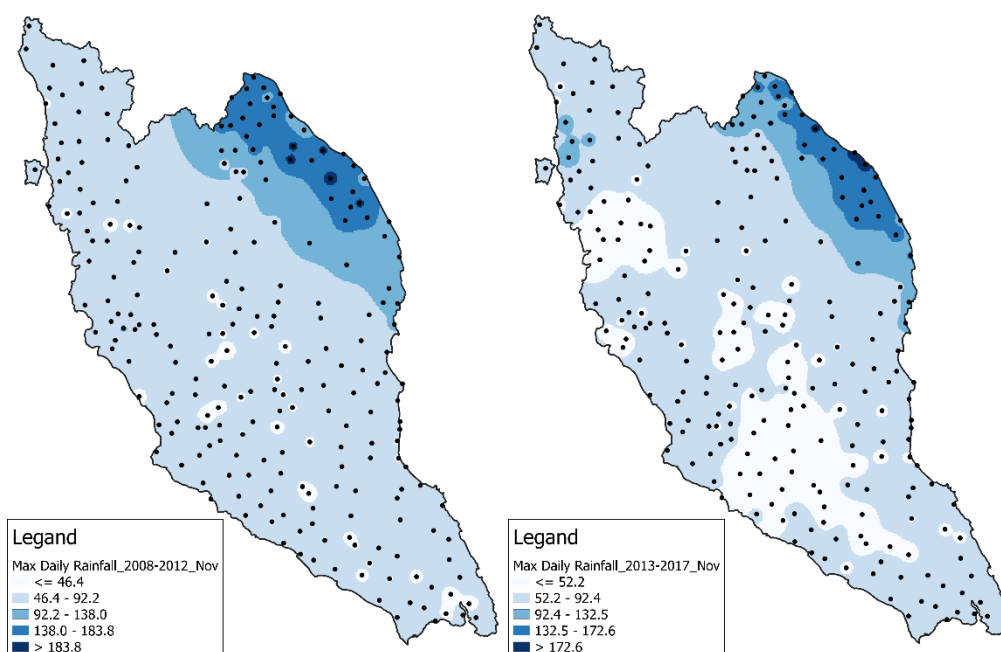 Legand
Max Daily Rainfall_2008-2012_Nov
<= 46.4
46.4 - 92.2
92.2 - 138.0
138.0 - 183.8
> 183.8
Legand
Max Daily Rainfall_2013-2017_Nov
<= 52.2
52.2 - 92.4
92.4 - 132.5
132.5 - 172.6
> 172.6